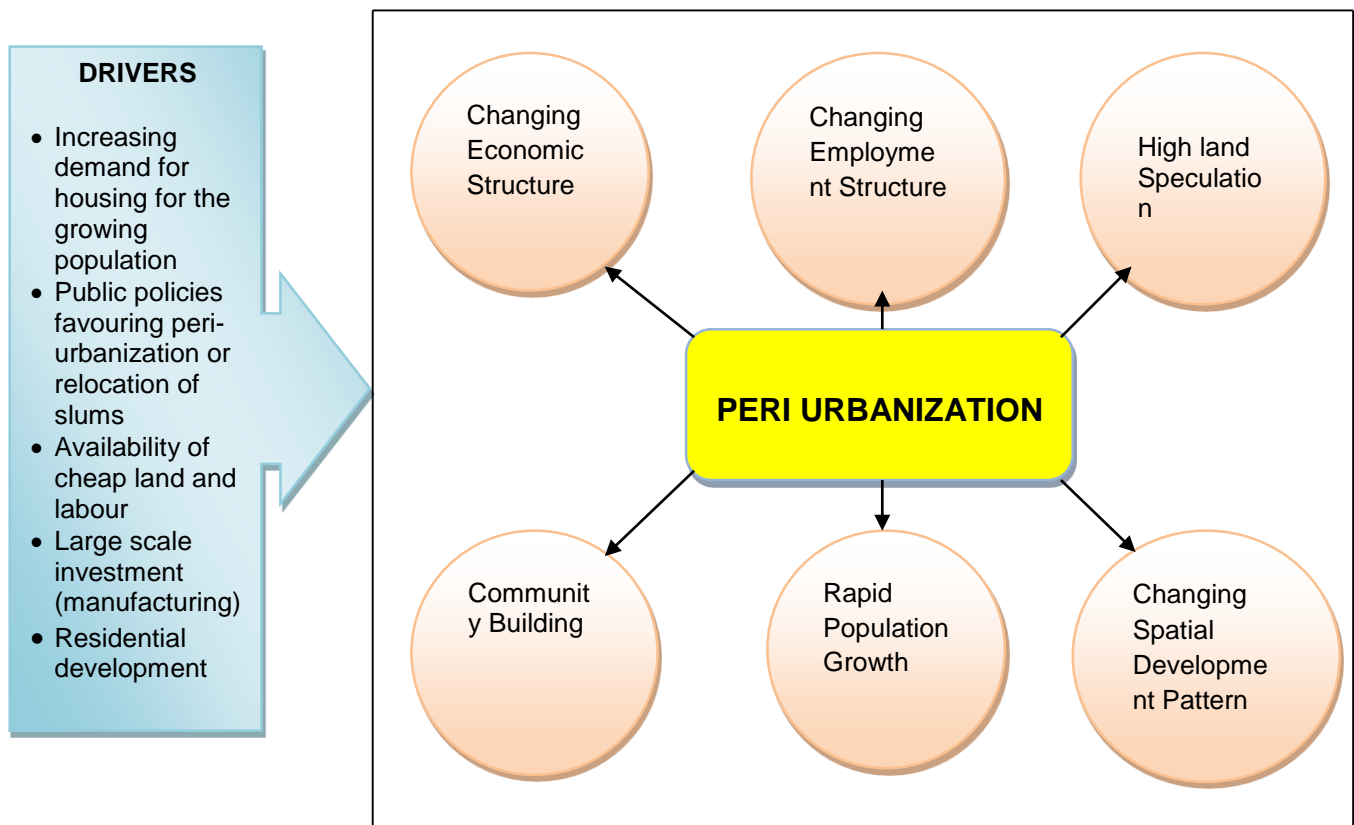 DRIVERS
• Increasing
demand for
housing for the
growing
population
• Public policies
favouring peri-
urbanization or
relocation of
slums
• Availability of
cheap land and
labour
• Large scale
investment
(manufacturing)
• Residential
development
Changing
Economic
Structure
Changing
Employme
nt Structure
High land
Speculatio
n
PERI URBANIZATION
Communit
y Building
Rapid
Population
Growth
Changing
Spatial
Developme
nt Pattern